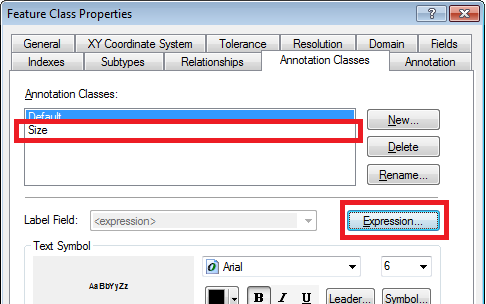 Feature Class Properties
General XY Coordinate System Tolerance Resolution Domain Fields
Indexes Subtypes Relationships Annotation Classes Annotation
Annotation Classes:
Default
Size
New...
Delete
Rename...
Label Field: <expression> Expression...
Text Symbol
AaBbYyZz
Arial 6
B I U Leader... Symbol...